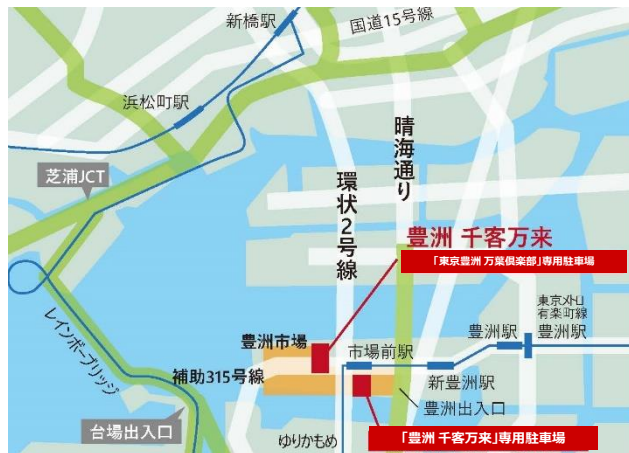 新橋駅
国道15号線
浜松町駅
晴海通り
芝浦JCT
環状2号線
豊洲 千客万来
「東京豊洲 万葉倶楽部」専用駐車場
東京メトロ
有楽町線
豊洲駅
豊洲駅
レインボーブリッジ
豊洲市場
市場前駅
補助315号線
新豊洲駅
豊洲出入口
台場出入口
ゆりかもめ
「豊洲 千客万来」専用駐車場